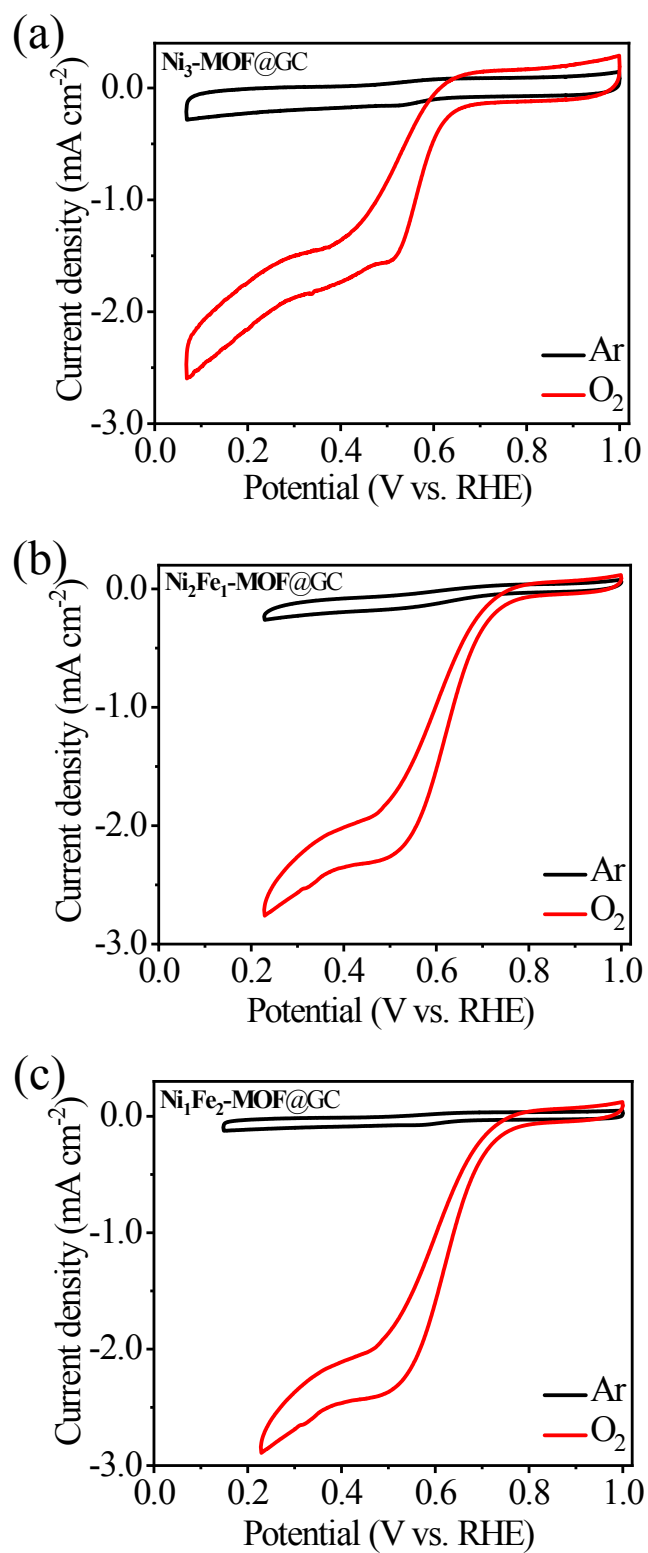 (a)
Ni₃-MOF@GC
0.0
-1.0
-2.0
-3.0
Current density (mA cm⁻²)
Ar
O₂
0.0 0.2 0.4 0.6 0.8 1.0
Potential (V vs. RHE)
(b)
Ni₂Fe₁-MOF@GC
0.0
-1.0
-2.0
-3.0
Current density (mA cm⁻²)
Ar
O₂
0.0 0.2 0.4 0.6 0.8 1.0
Potential (V vs. RHE)
(c)
Ni₁Fe₂-MOF@GC
0.0
-1.0
-2.0
-3.0
Current density (mA cm⁻²)
Ar
O₂
0.0 0.2 0.4 0.6 0.8 1.0
Potential (V vs. RHE)